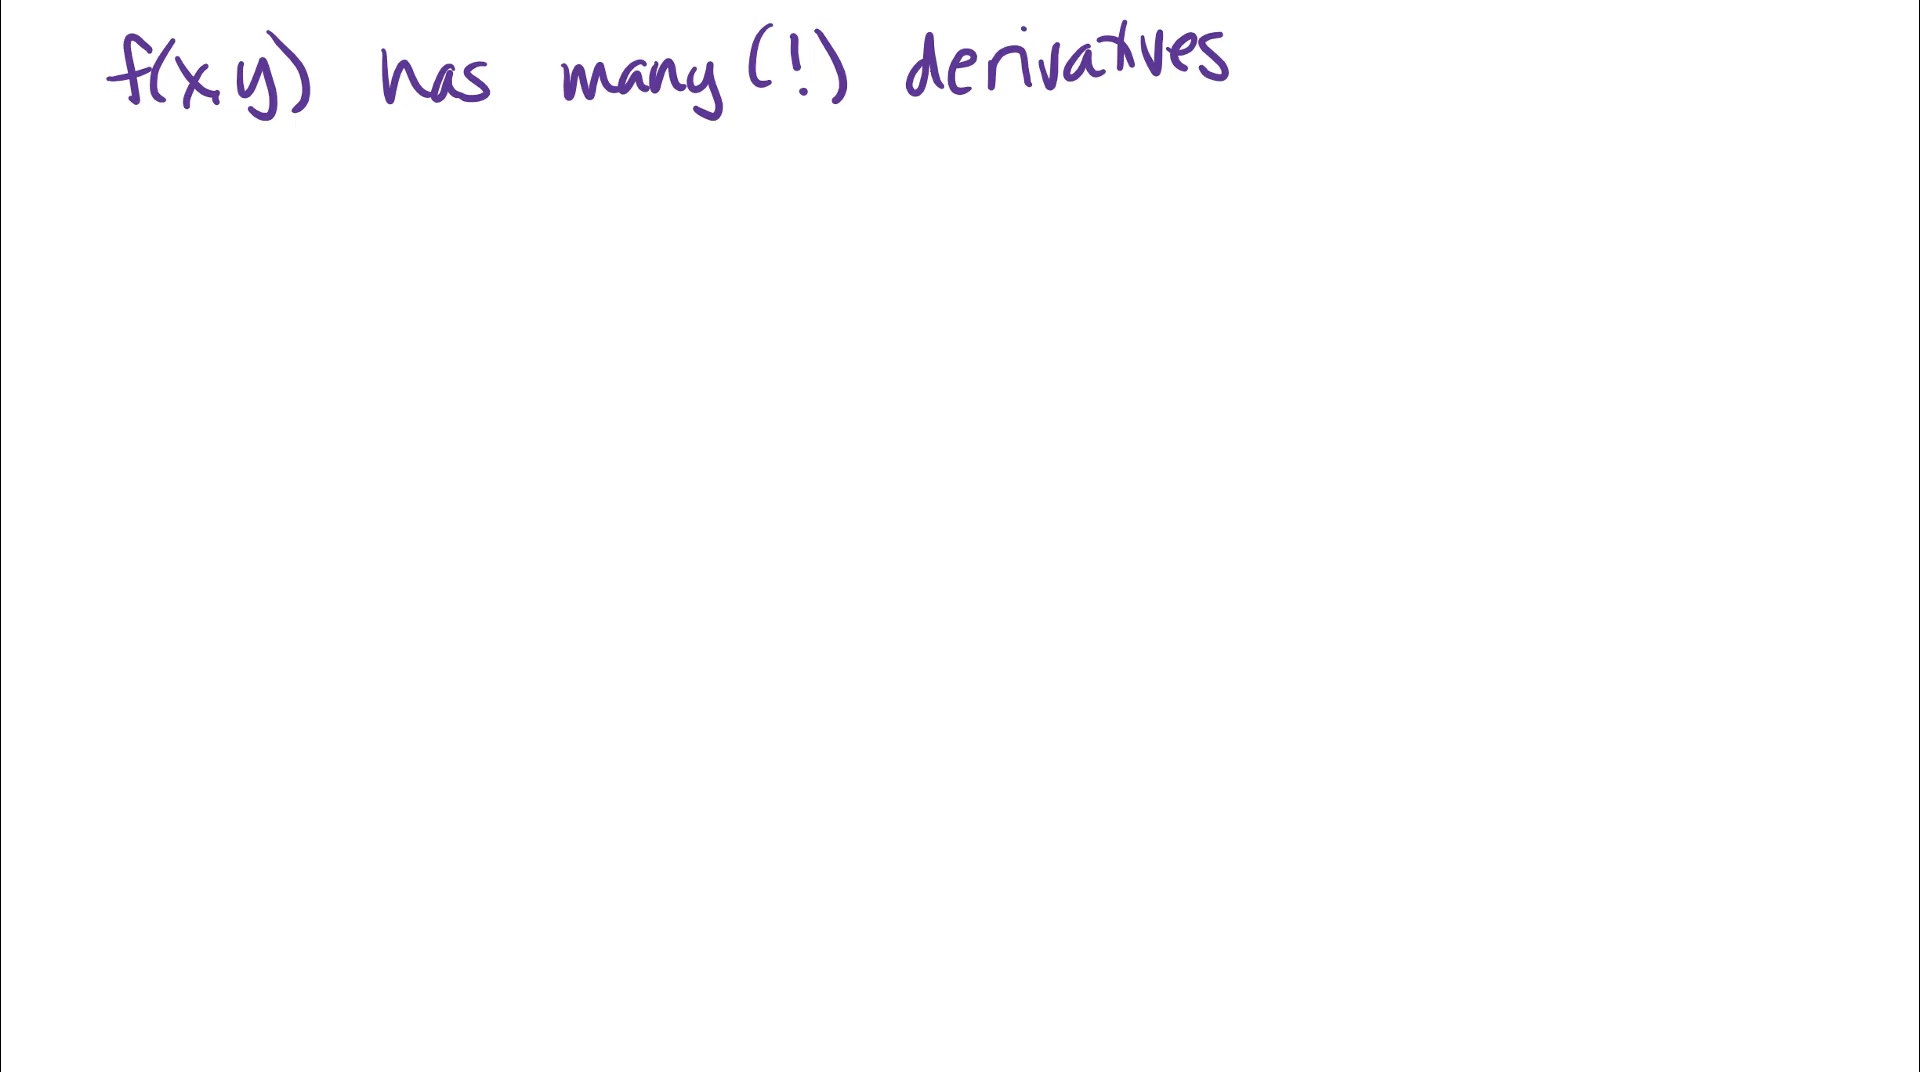 f(x y) has many (!) derivatives